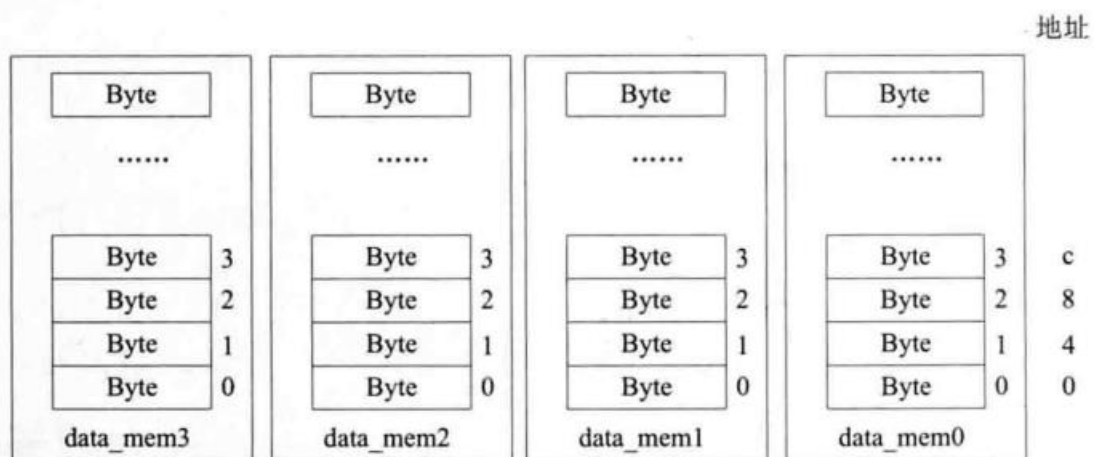 地址
Byte Byte Byte Byte
...... ...... ...... ......
Byte 3 Byte 3 Byte 3 Byte 3 c
Byte 2 Byte 2 Byte 2 Byte 2 8
Byte 1 Byte 1 Byte 1 Byte 1 4
Byte 0 Byte 0 Byte 0 Byte 0 0
data_mem3 data_mem2 data_mem1 data_mem0